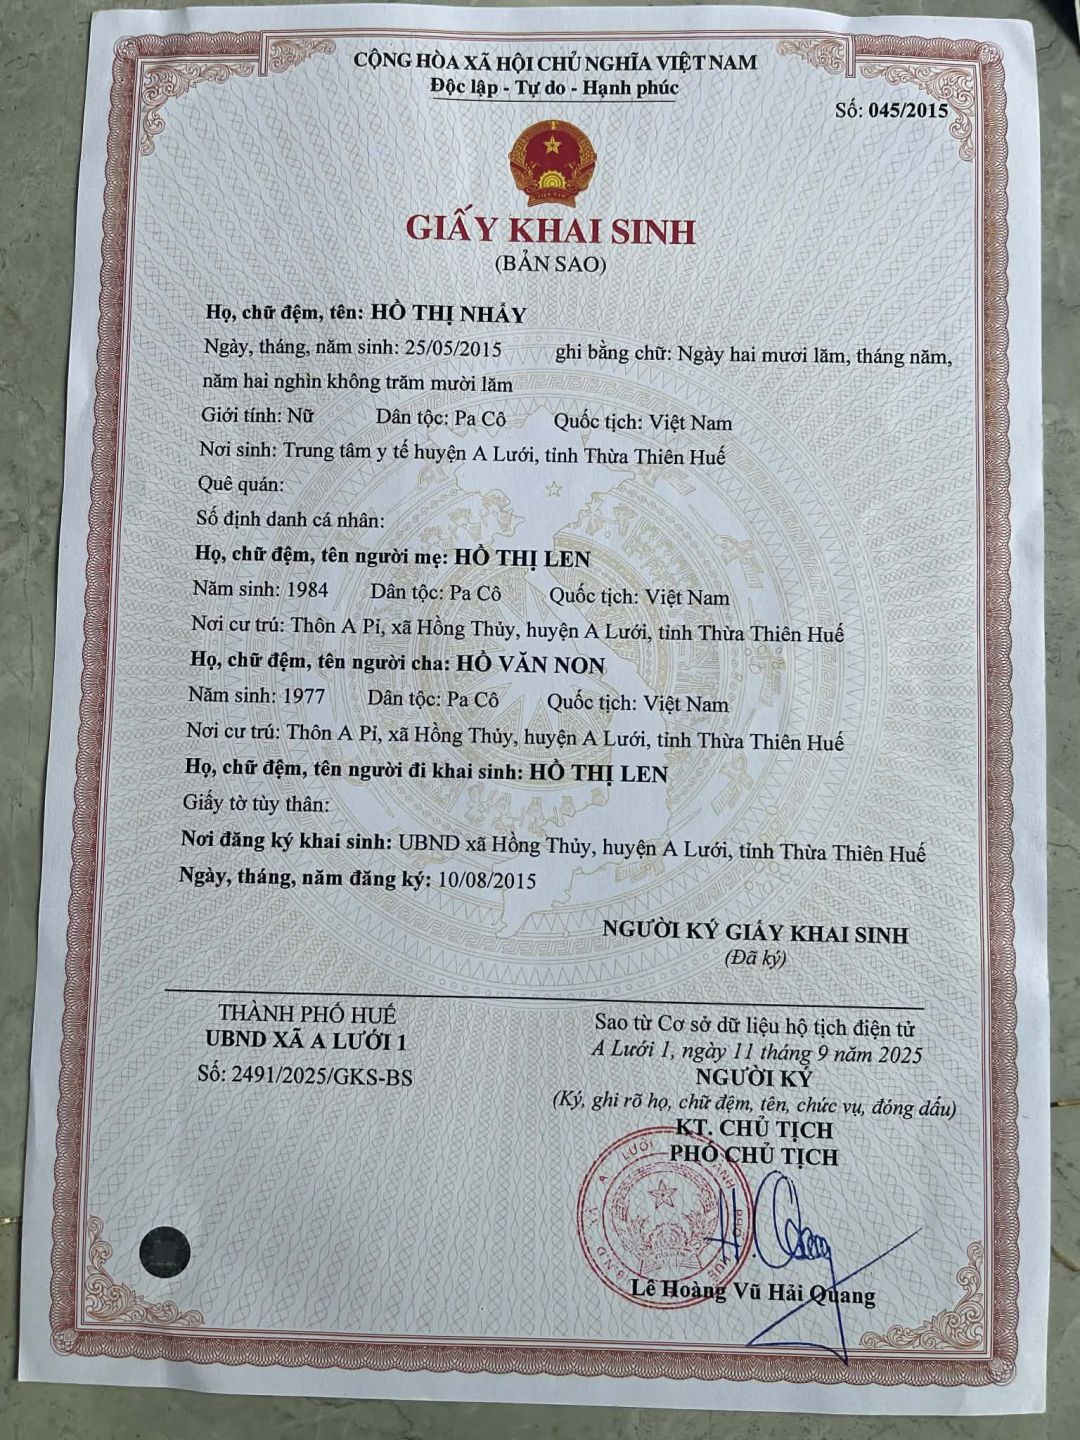 CỘNG HÒA XÃ HỘI CHỦ NGHĨA VIỆT NAM
Độc lập - Tự do - Hạnh phúc
Số: 045/2015
GIẤY KHAI SINH
(BẢN SAO)
Họ, chữ đệm, tên: HỒ THỊ NHẨY
Ngày, tháng, năm sinh: 25/05/2015 ghi bằng chữ: Ngày hai mươi lăm, tháng năm,
năm hai nghìn không trăm mười lăm
Giới tính: Nữ Dân tộc: Pa Cô Quốc tịch: Việt Nam
Nơi sinh: Trung tâm y tế huyện A Lưới, tỉnh Thừa Thiên Huế
Quê quán:
Số định danh cá nhân:
Họ, chữ đệm, tên người mẹ: HỒ THỊ LEN
Năm sinh: 1984 Dân tộc: Pa Cô Quốc tịch: Việt Nam
Nơi cư trú: Thôn A Pỉ, xã Hồng Thủy, huyện A Lưới, tỉnh Thừa Thiên Huế
Họ, chữ đệm, tên người cha: HỒ VĂN NON
Năm sinh: 1977 Dân tộc: Pa Cô Quốc tịch: Việt Nam
Nơi cư trú: Thôn A Pỉ, xã Hồng Thủy, huyện A Lưới, tỉnh Thừa Thiên Huế
Họ, chữ đệm, tên người đi khai sinh: HỒ THỊ LEN
Giấy tờ tùy thân:
Nơi đăng ký khai sinh: UBND xã Hồng Thủy, huyện A Lưới, tỉnh Thừa Thiên Huế
Ngày, tháng, năm đăng ký: 10/08/2015
NGƯỜI KÝ GIẤY KHAI SINH
(Đã ký)
THÀNH PHỐ HUẾ
UBND XÃ A LƯỚI 1
Số: 2491/2025/GKS-BS
Sao từ Cơ sở dữ liệu hộ tịch điện tử
A Lưới 1, ngày 11 tháng 9 năm 2025
NGƯỜI KÝ
(Ký, ghi rõ họ, chữ đệm, tên, chức vụ, đóng dấu)
KT. CHỦ TỊCH
PHÓ CHỦ TỊCH
Lê Hoàng Vũ Hải Quang